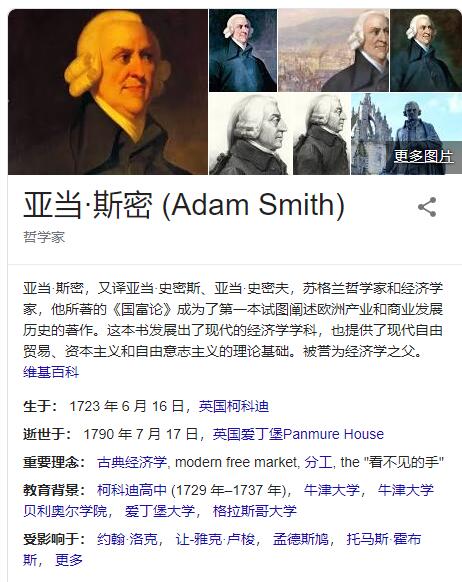 更多图片
亚当·斯密 (Adam Smith)
哲学家
亚当·斯密，又译亚当·史密斯、亚当·史密夫，苏格兰哲学家和经济学
家，他所著的《国富论》成为了第一本试图阐述欧洲产业和商业发展
历史的著作。这本书发展出了现代的经济学学科，也提供了现代自由
贸易、资本主义和自由意志主义的理论基础。被誉为经济学之父。
维基百科
生于： 1723 年 6 月 16 日，英国柯科迪
逝世于： 1790 年 7 月 17 日，英国爱丁堡Panmure House
重要理念： 古典经济学, modern free market, 分工, the "看不见的手"
教育背景： 柯科迪高中 (1729 年–1737 年)， 牛津大学， 牛津大学
贝利奥尔学院， 爱丁堡大学， 格拉斯哥大学
受影响于： 约翰·洛克， 让-雅克·卢梭， 孟德斯鸠， 托马斯·霍布
斯， 更多